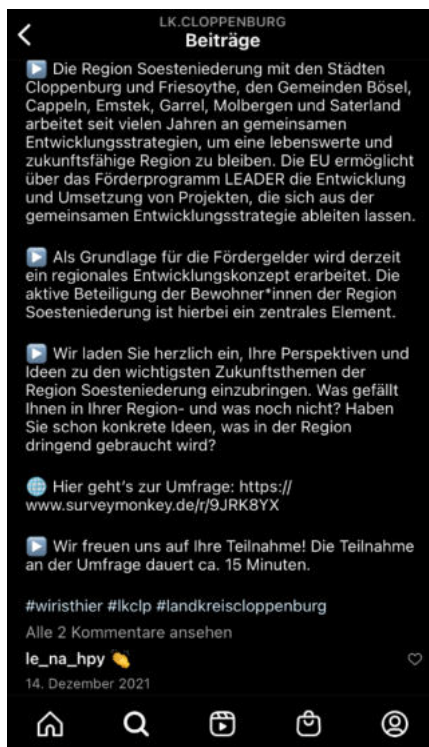 LK.CLOPPENBURG
Beiträge
▶️ Die Region Soesteniederung mit den Städten
Cloppenburg und Friesoythe, den Gemeinden Bösel,
Cappeln, Emstek, Garrel, Molbergen und Saterland
arbeitet seit vielen Jahren an gemeinsamen
Entwicklungsstrategien, um eine lebenswerte und
zukunftsfähige Region zu bleiben. Die EU ermöglicht
über das Förderprogramm LEADER die Entwicklung
und Umsetzung von Projekten, die sich aus der
gemeinsamen Entwicklungsstrategie ableiten lassen.
▶️ Als Grundlage für die Fördergelder wird derzeit
ein regionales Entwicklungskonzept erarbeitet. Die
aktive Beteiligung der Bewohner*innen der Region
Soesteniederung ist hierbei ein zentrales Element.
▶️ Wir laden Sie herzlich ein, Ihre Perspektiven und
Ideen zu den wichtigsten Zukunftsthemen der
Region Soesteniederung einzubringen. Was gefällt
Ihnen in Ihrer Region- und was noch nicht? Haben
Sie schon konkrete Ideen, was in der Region
dringend gebraucht wird?
🌐 Hier geht's zur Umfrage: https://
www.surveymonkey.de/r/9JRK8YX
▶️ Wir freuen uns auf Ihre Teilnahme! Die Teilnahme
an der Umfrage dauert ca. 15 Minuten.
#wiristhier #lkclp #landkreiscloppenburg
Alle 2 Kommentare ansehen
le_na_hpy 👏
14. Dezember 2021